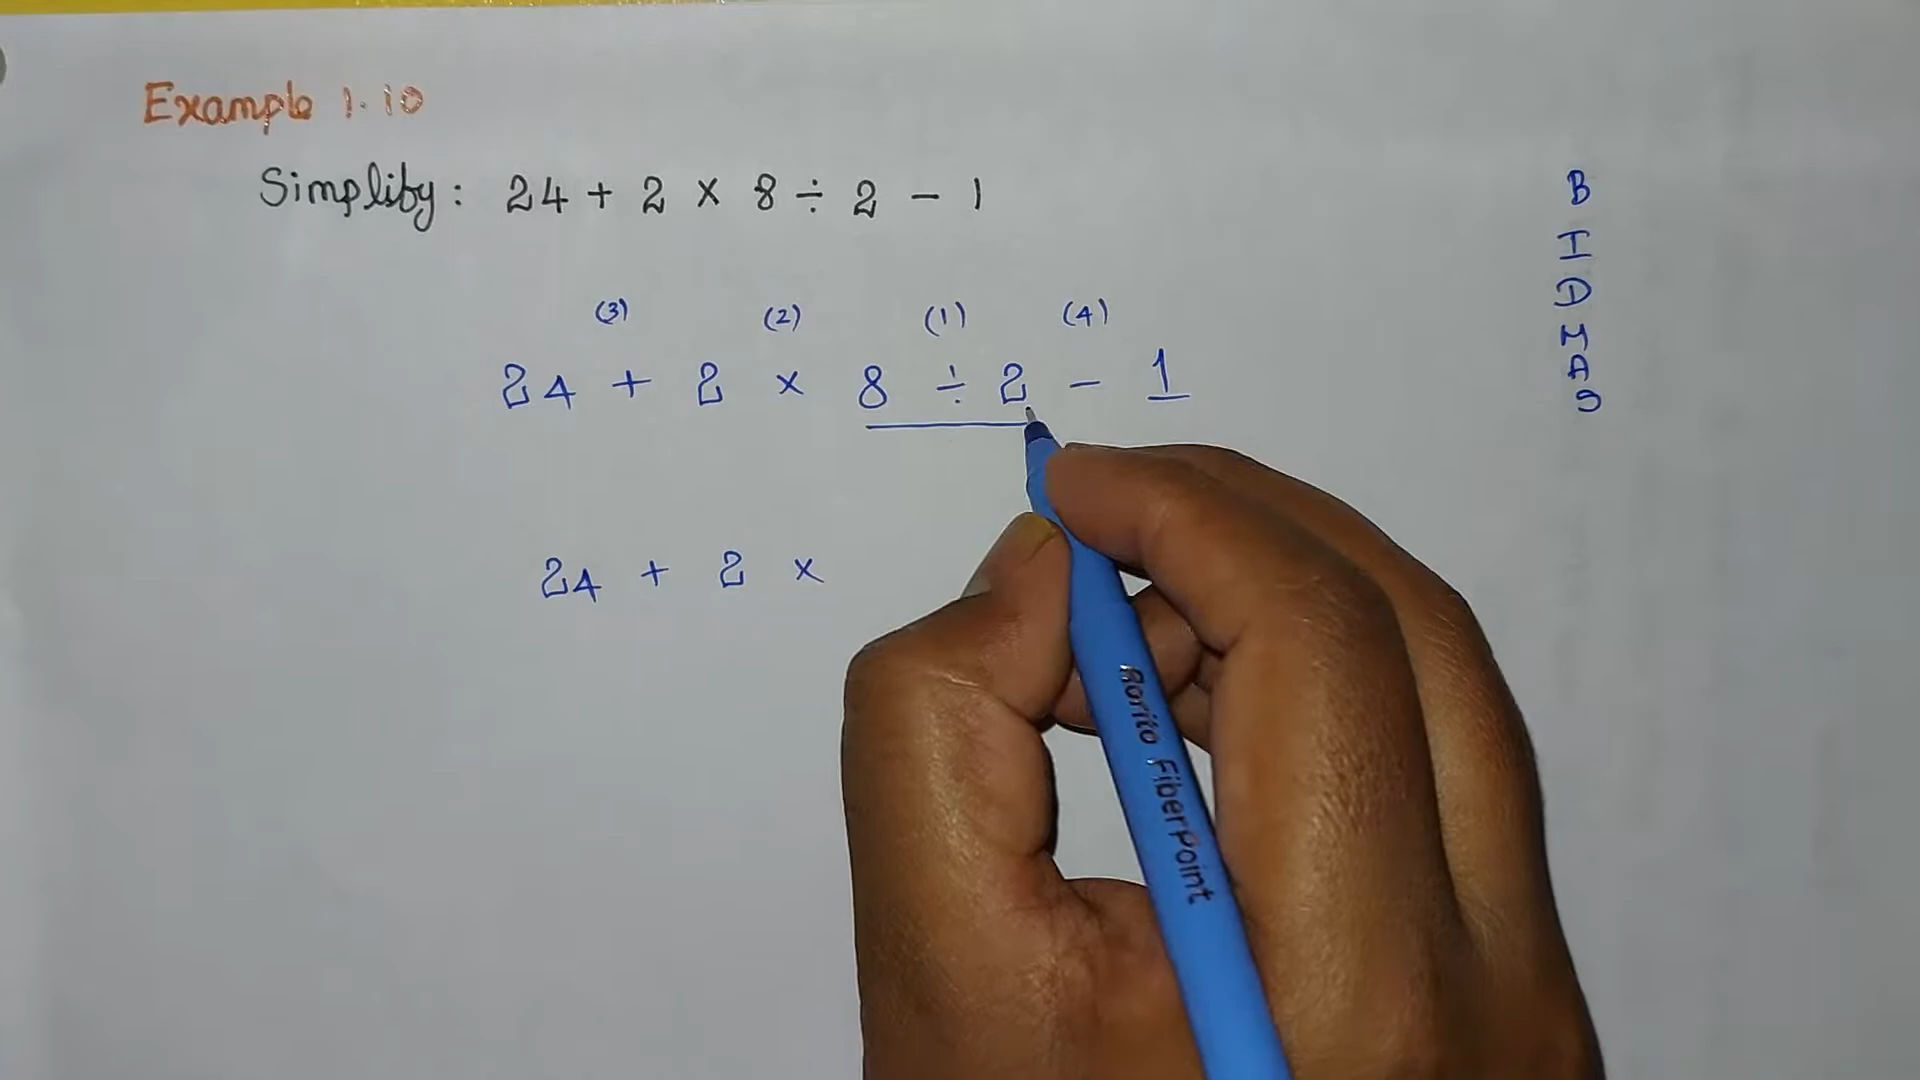 Example 1.10
Simplify: 24 + 2 × 8 ÷ 2 - 1
(3) (2) (1) (4)
24 + 2 × 8 ÷ 2 - 1
24 + 2 ×
B
I
D
M
A
S
Rorito FiberPoint